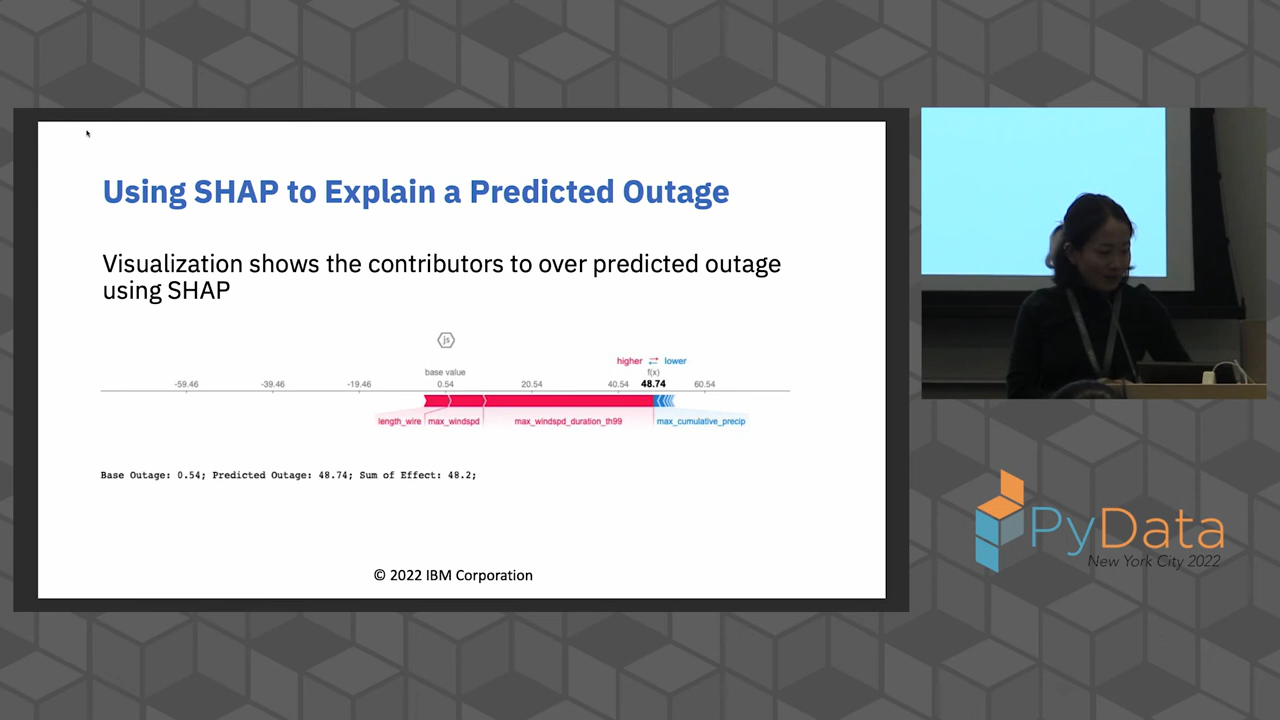 Using SHAP to Explain a Predicted Outage
Visualization shows the contributors to over predicted outage
using SHAP
js
higher lower
base value f(x)
-59.46 -39.46 -19.46 0.54 20.54 40.54 48.74 60.54
length_wire max_windspd max_windspd_duration_th99 max_cumulative_precip
Base Outage: 0.54; Predicted Outage: 48.74; Sum of Effect: 48.2;
© 2022 IBM Corporation
PyData
New York City 2022